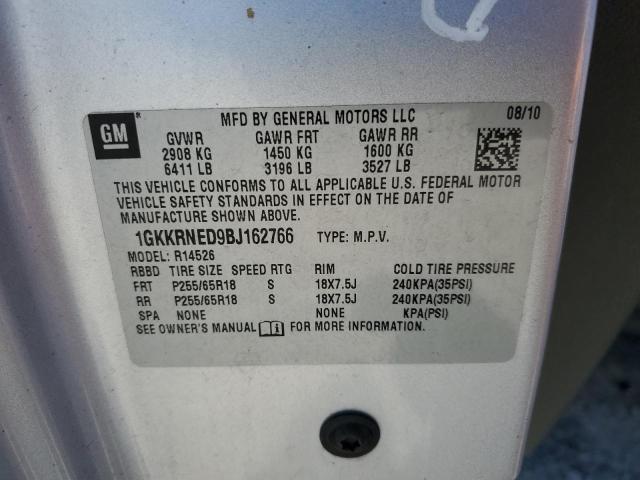 MFD BY GENERAL MOTORS LLC 08/10
GM ®
GVWR GAWR FRT GAWR RR
2908 KG 1450 KG 1600 KG
6411 LB 3196 LB 3527 LB
THIS VEHICLE CONFORMS TO ALL APPLICABLE U.S. FEDERAL MOTOR
VEHICLE SAFETY STANDARDS IN EFFECT ON THE DATE OF
MANUFACTURE SHOWN ABOVE.
1GKKRNED9BJ162766 TYPE: M.P.V.
MODEL: R14526
RBBD TIRE SIZE SPEED RTG RIM COLD TIRE PRESSURE
FRT P255/65R18 S 18X7.5J 240KPA(35PSI)
RR P255/65R18 S 18X7.5J 240KPA(35PSI)
SPA NONE NONE KPA(PSI)
SEE OWNER'S MANUAL FOR MORE INFORMATION.